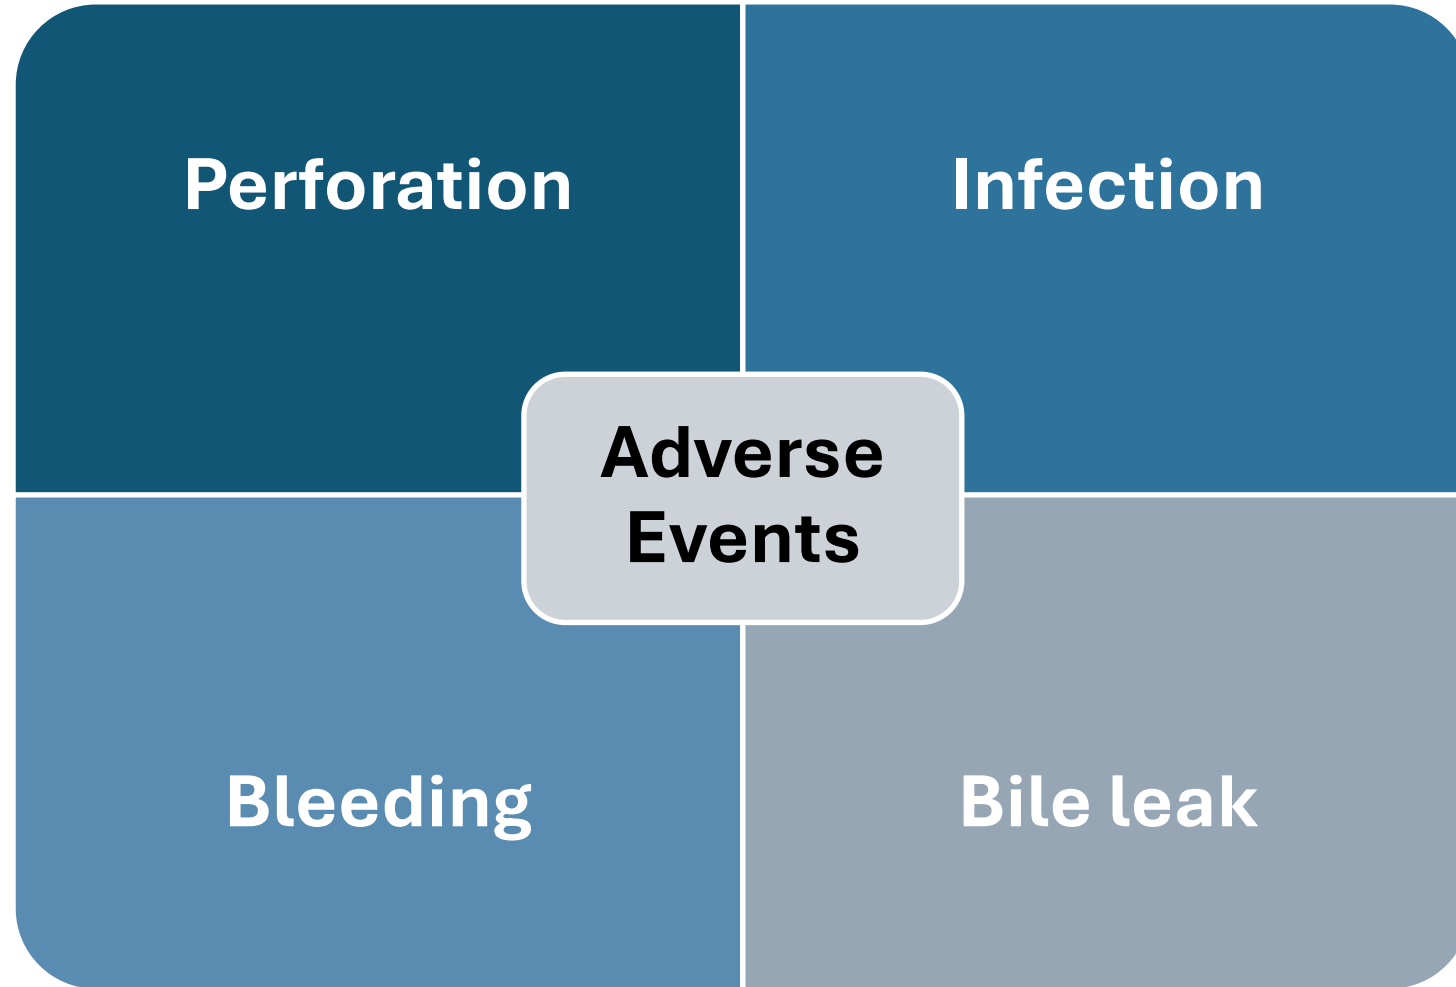 Perforation
Infection
Adverse
Events
Bleeding
Bile leak